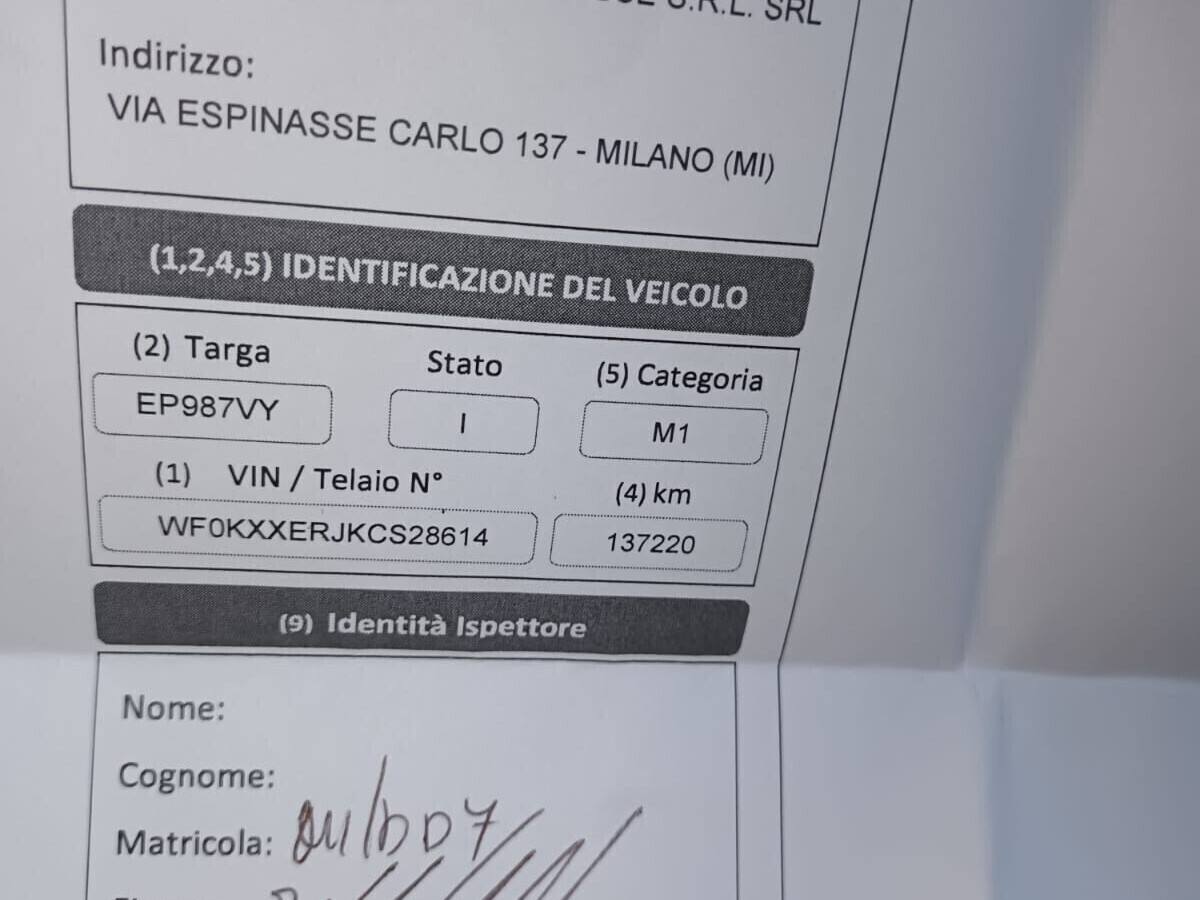 S.R.L. SRL
Indirizzo:
VIA ESPINASSE CARLO 137 - MILANO (MI)
(1,2,4,5) IDENTIFICAZIONE DEL VEICOLO
(2) Targa Stato (5) Categoria
EP987VY I M1
(1) VIN / Telaio N° (4) km
WF0KXXERJKCS28614 137220
(9) Identità Ispettore
Nome:
Cognome:
Matricola: